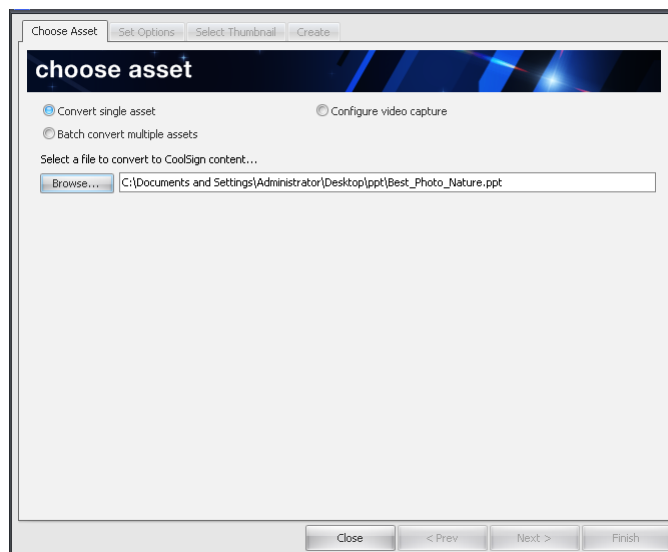 Choose Asset Set Options Select Thumbnail Create
choose asset
Convert single asset Configure video capture
Batch convert multiple assets
Select a file to convert to CoolSign content...
Browse... C:\Documents and Settings\Administrator\Desktop\ppt\Best_Photo_Nature.ppt
Close < Prev Next > Finish